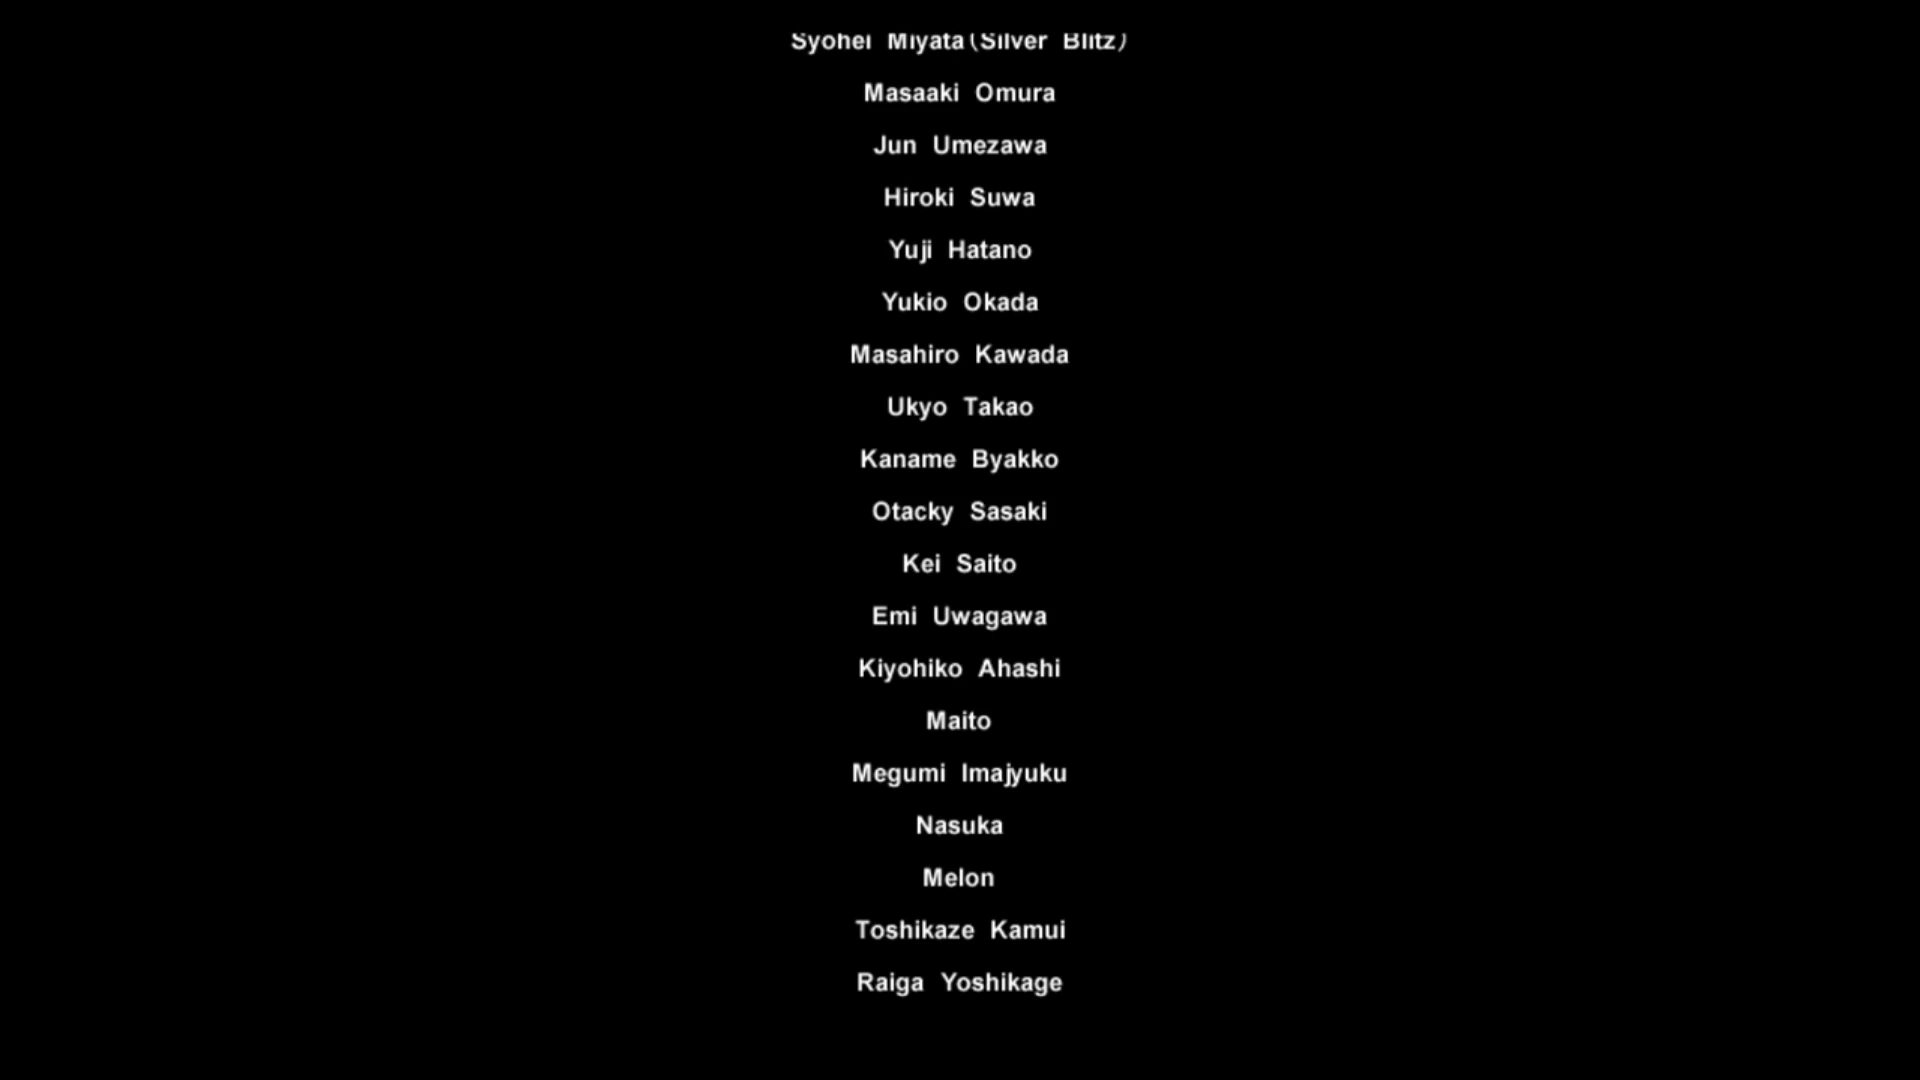 Syohei Miyata(Silver Blitz)
Masaaki Omura
Jun Umezawa
Hiroki Suwa
Yuji Hatano
Yukio Okada
Masahiro Kawada
Ukyo Takao
Kaname Byakko
Otacky Sasaki
Kei Saito
Emi Uwagawa
Kiyohiko Ahashi
Maito
Megumi Imajyuku
Nasuka
Melon
Toshikaze Kamui
Raiga Yoshikage